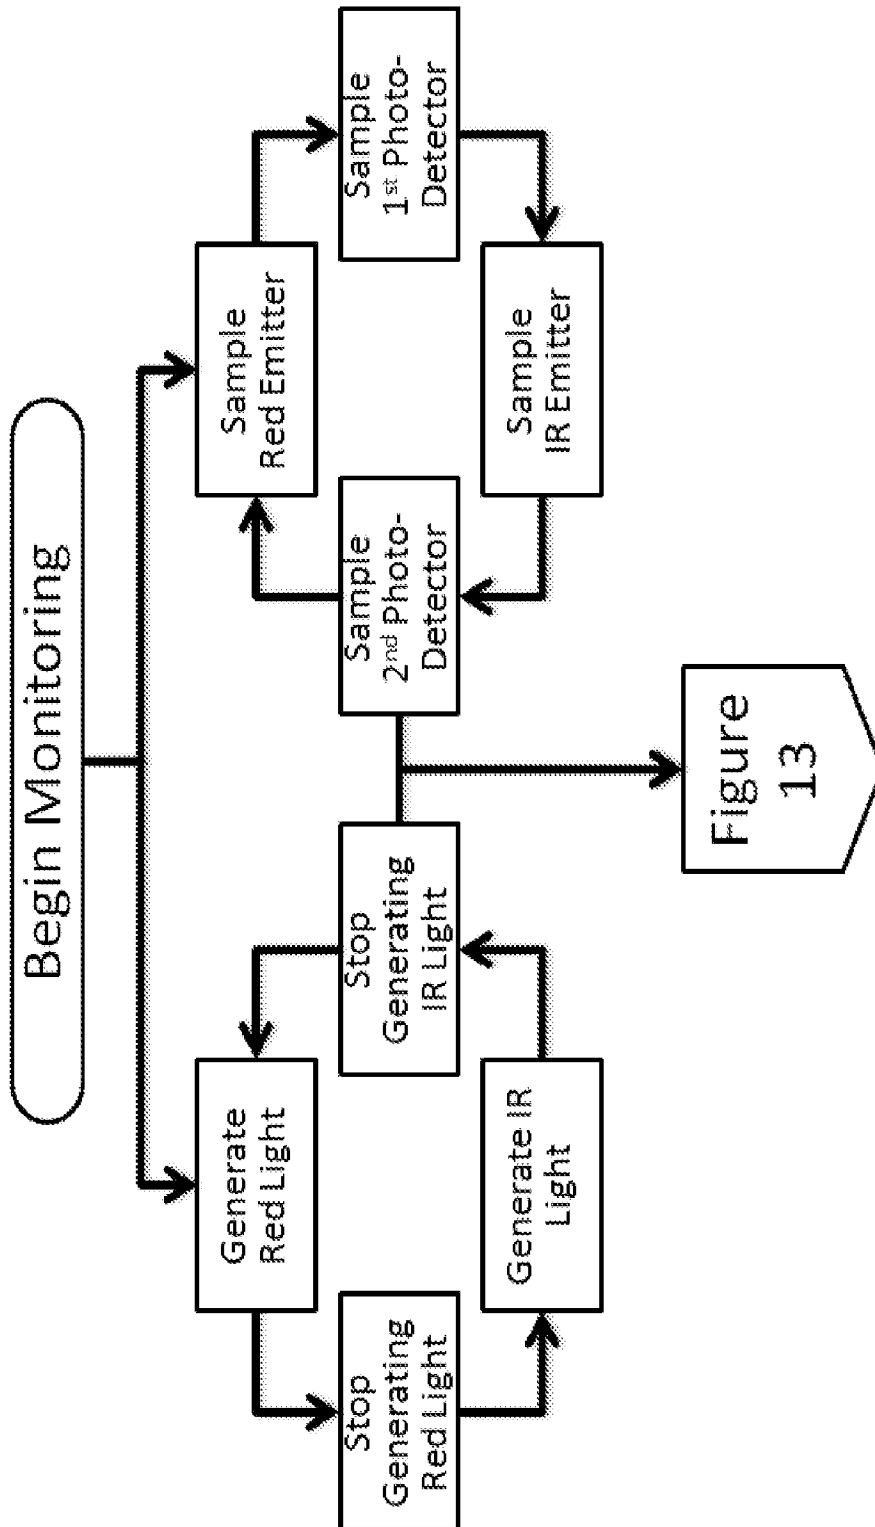 Begin Monitoring
Generate
Red Light
Sample
Red Emitter
Stop
Generating
Red Light
Stop
Generating
IR Light
Sample
2nd Photo-
Detector
Sample
1st Photo-
Detector
Generate IR
Light
Sample
IR Emitter
Figure
13